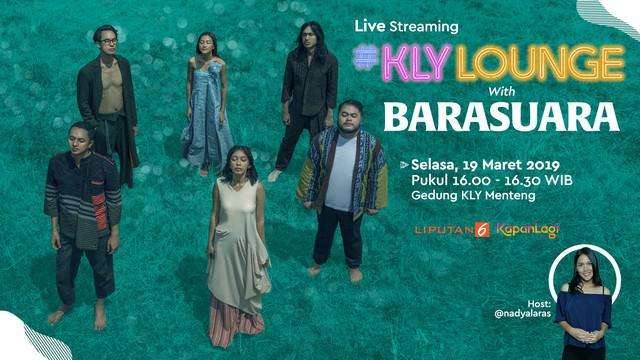 Live Streaming
#KLY LOUNGE
With
BARASUARA
Selasa, 19 Maret 2019
Pukul 16.00 - 16.30 WIB
Gedung KLY Menteng
LIPUTAN 6 KapanLagi
Host:
@nadyalaras